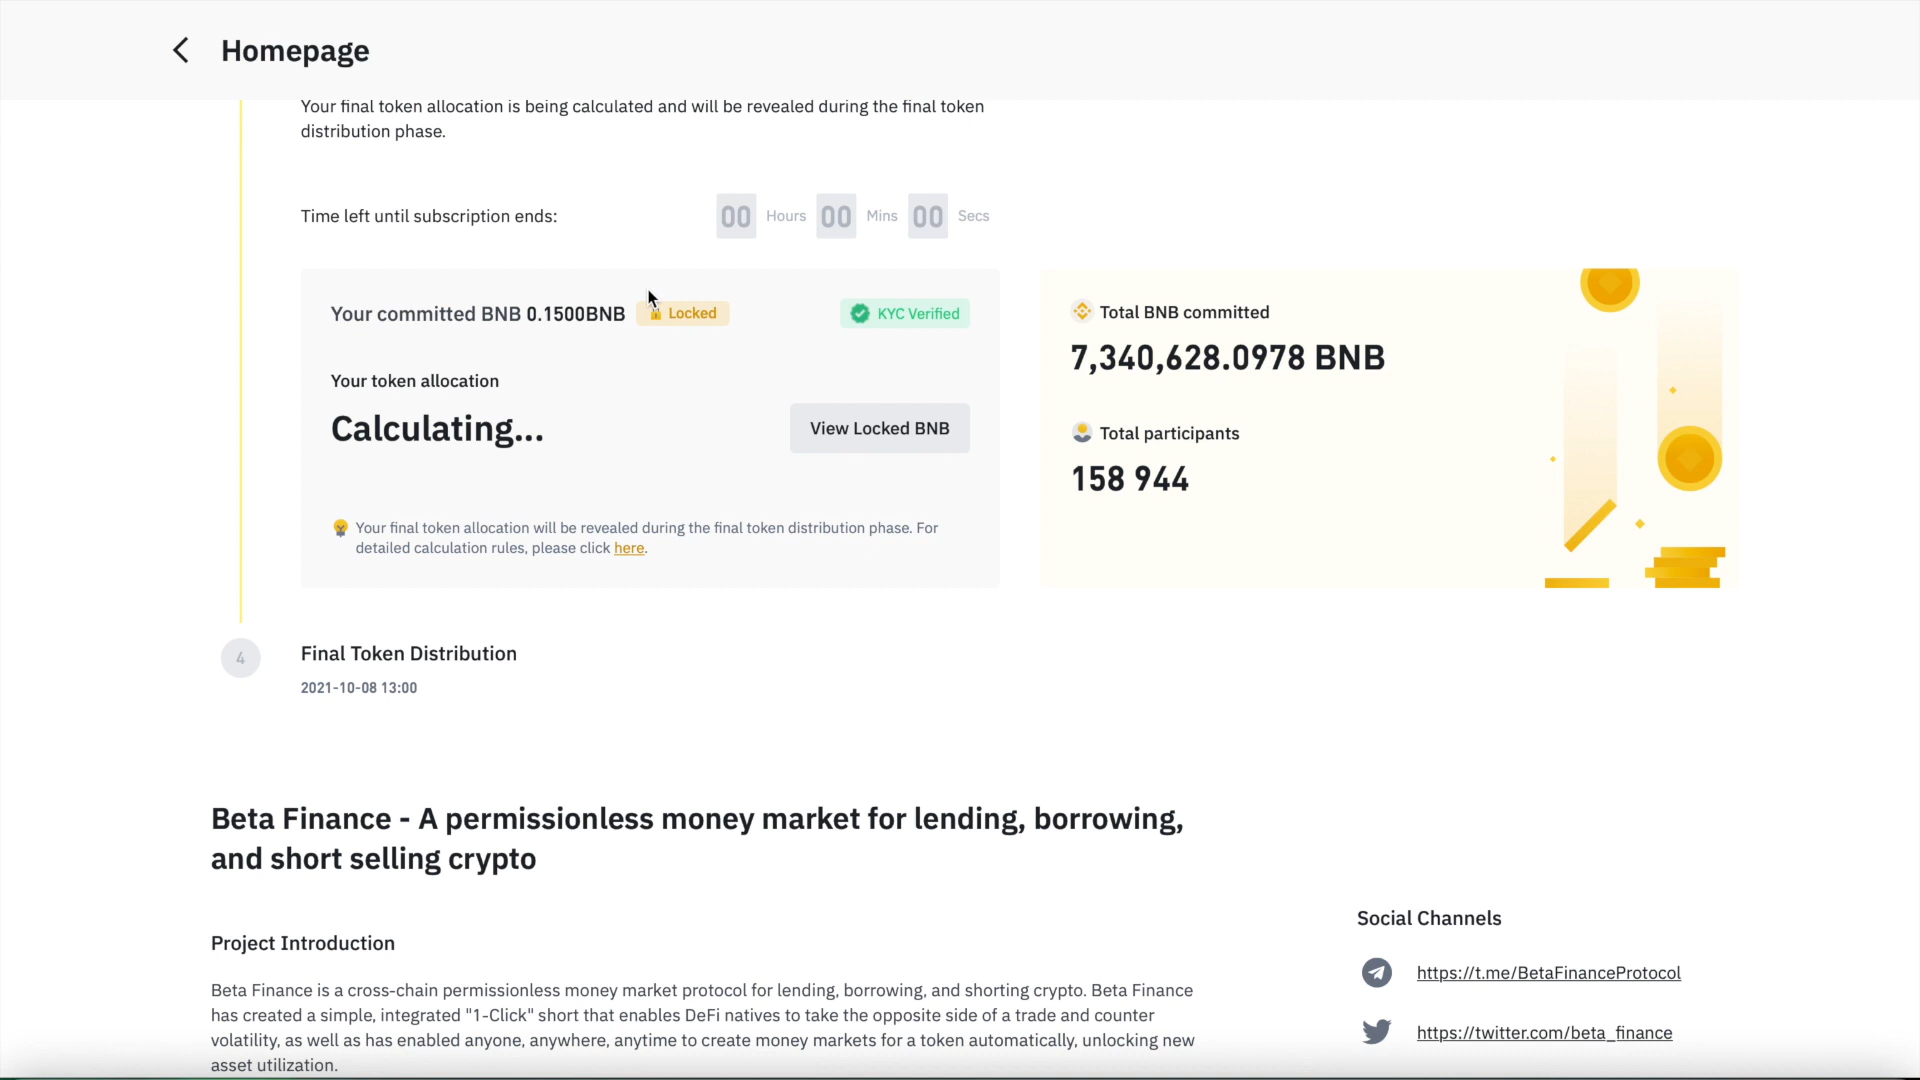 Homepage
Your final token allocation is being calculated and will be revealed during the final token
distribution phase.
Time left until subscription ends:
00 Hours 00 Mins 00 Secs
Your committed BNB 0.1500BNB
Locked
KYC Verified
Your token allocation
Calculating...
View Locked BNB
Your final token allocation will be revealed during the final token distribution phase. For
detailed calculation rules, please click here.
Total BNB committed
7,340,628.0978 BNB
Total participants
158 944
4
Final Token Distribution
2021-10-08 13:00
Beta Finance - A permissionless money market for lending, borrowing,
and short selling crypto
Project Introduction
Beta Finance is a cross-chain permissionless money market protocol for lending, borrowing, and shorting crypto. Beta Finance
has created a simple, integrated "1-Click" short that enables DeFi natives to take the opposite side of a trade and counter
volatility, as well as has enabled anyone, anywhere, anytime to create money markets for a token automatically, unlocking new
asset utilization.
Social Channels
https://t.me/BetaFinanceProtocol
https://twitter.com/beta_finance